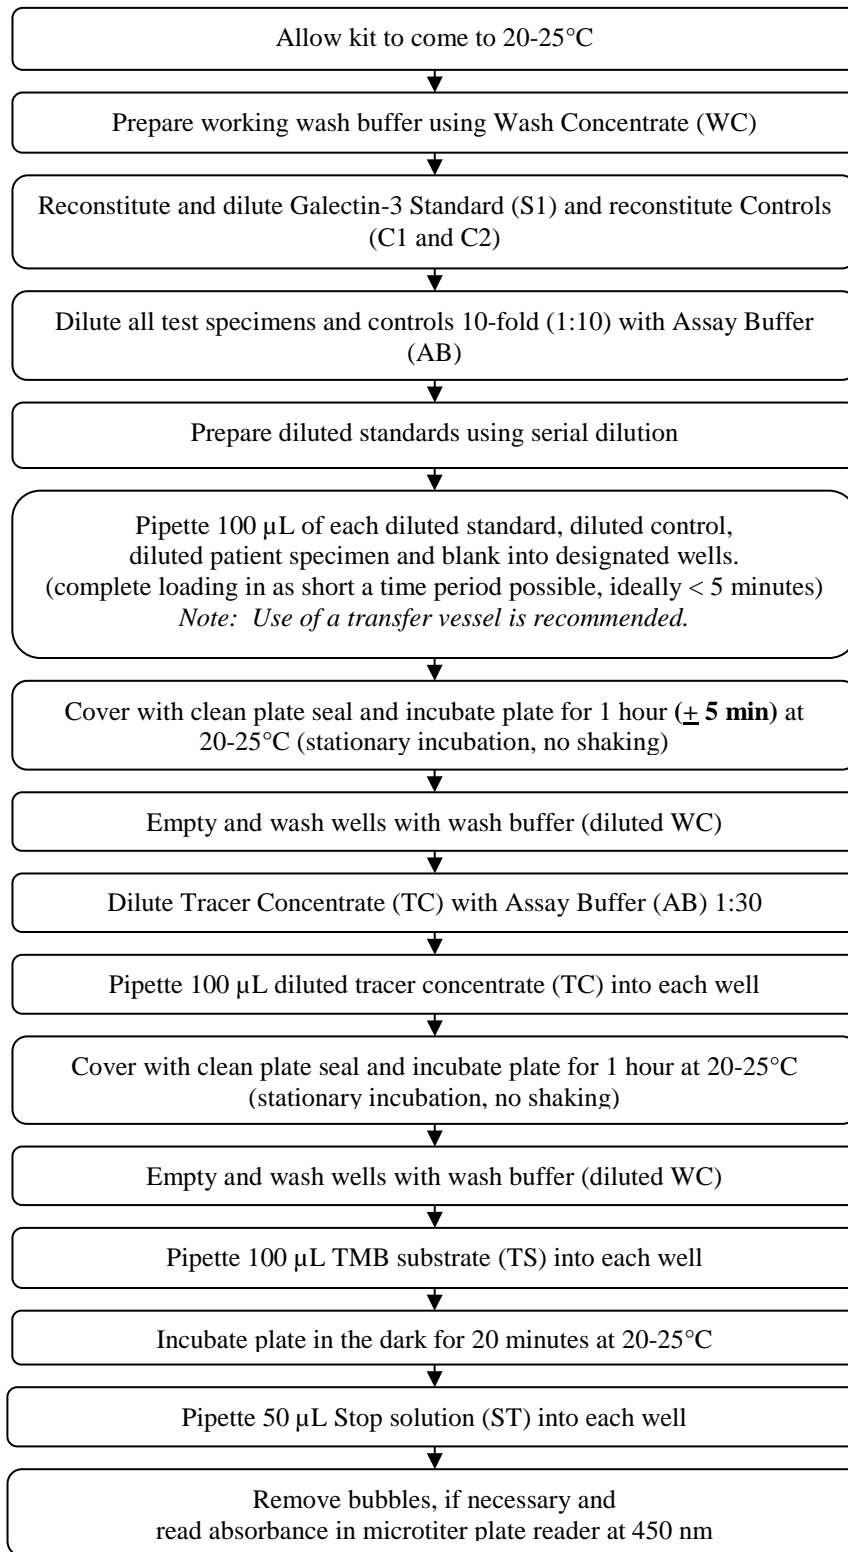 Allow kit to come to 20-25°C
Prepare working wash buffer using Wash Concentrate (WC)
Reconstitute and dilute Galectin-3 Standard (S1) and reconstitute Controls
(C1 and C2)
Dilute all test specimens and controls 10-fold (1:10) with Assay Buffer
(AB)
Prepare diluted standards using serial dilution
Pipette 100 µL of each diluted standard, diluted control,
diluted patient specimen and blank into designated wells.
(complete loading in as short a time period possible, ideally < 5 minutes)
Note:  Use of a transfer vessel is recommended.
Cover with clean plate seal and incubate plate for 1 hour (± 5 min) at
20-25°C (stationary incubation, no shaking)
Empty and wash wells with wash buffer (diluted WC)
Dilute Tracer Concentrate (TC) with Assay Buffer (AB) 1:30
Pipette 100 µL diluted tracer concentrate (TC) into each well
Cover with clean plate seal and incubate plate for 1 hour at 20-25°C
(stationary incubation, no shaking)
Empty and wash wells with wash buffer (diluted WC)
Pipette 100 µL TMB substrate (TS) into each well
Incubate plate in the dark for 20 minutes at 20-25°C
Pipette 50 µL Stop solution (ST) into each well
Remove bubbles, if necessary and
read absorbance in microtiter plate reader at 450 nm